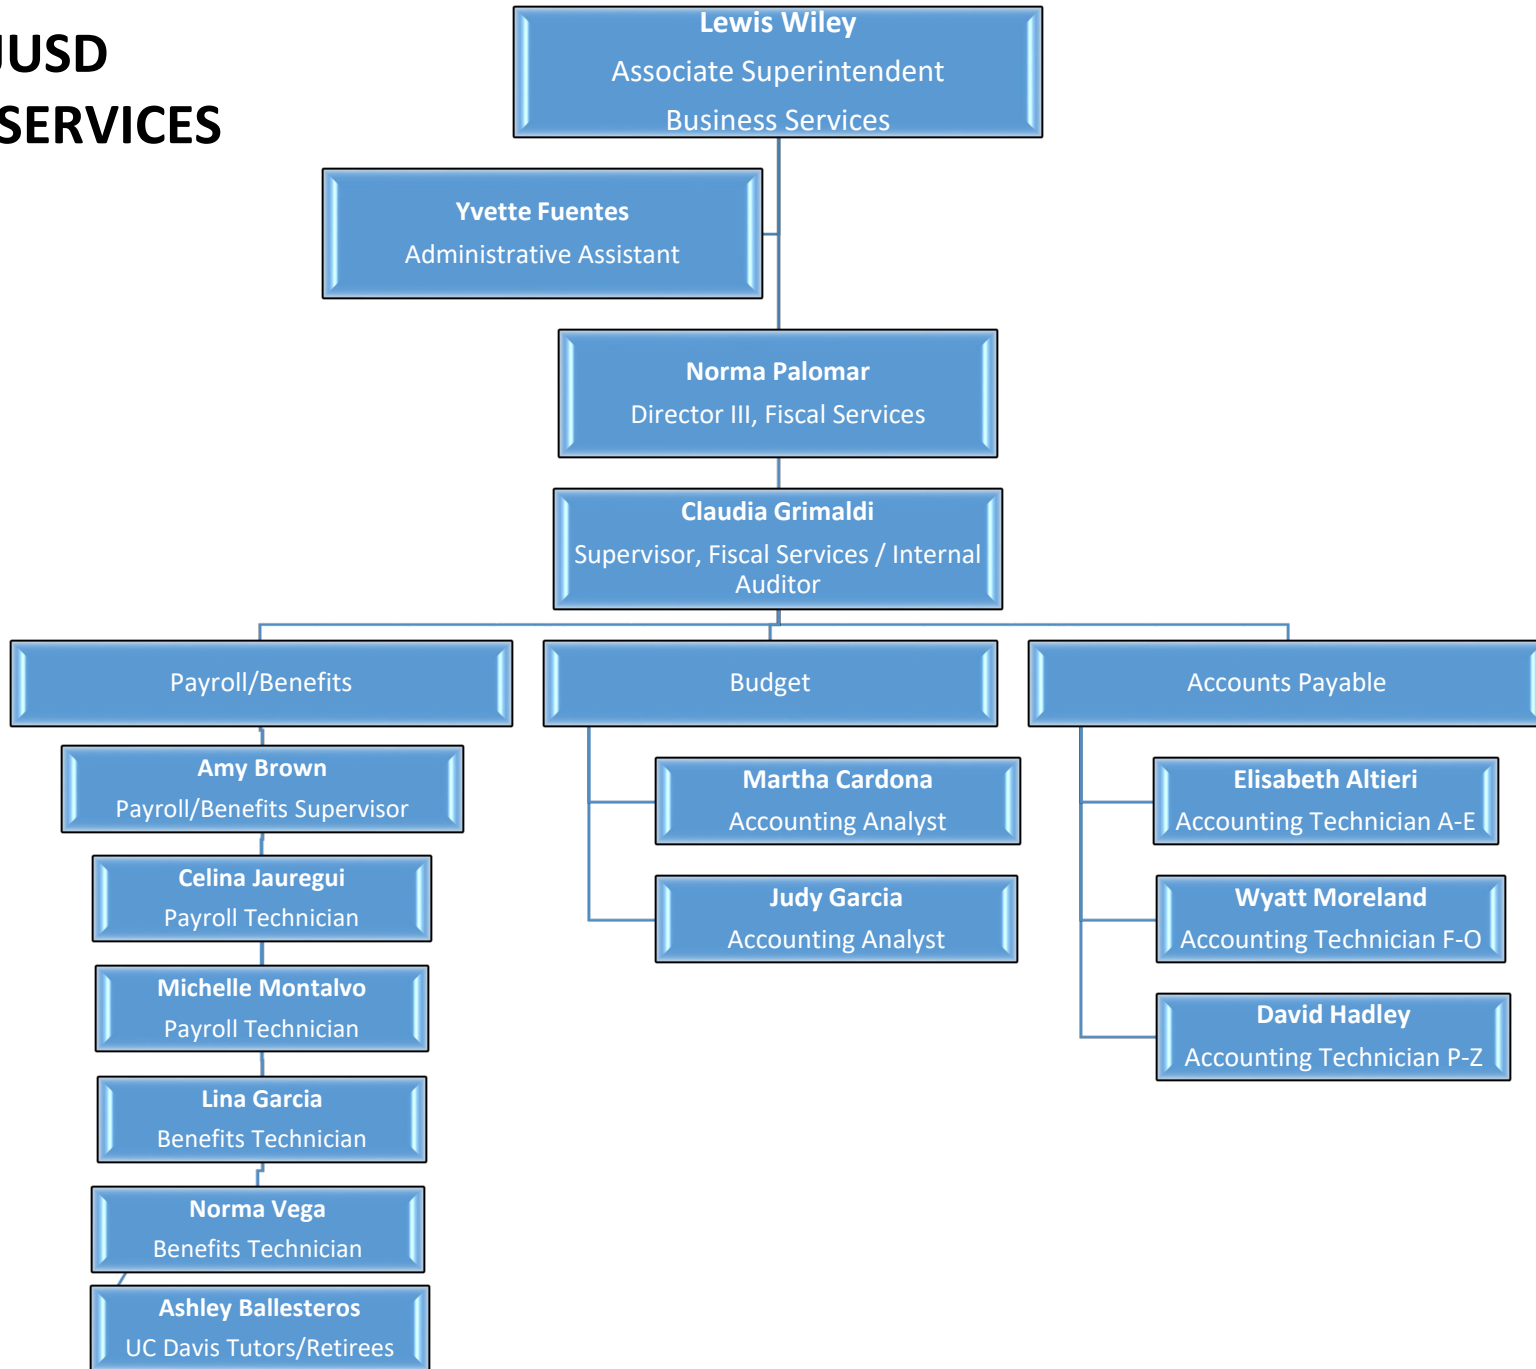 JUSD
SERVICES
Lewis Wiley
Associate Superintendent
Business Services
Yvette Fuentes
Administrative Assistant
Norma Palomar
Director III, Fiscal Services
Claudia Grimaldi
Supervisor, Fiscal Services / Internal
Auditor
Payroll/Benefits
Budget
Accounts Payable
Amy Brown
Payroll/Benefits Supervisor
Celina Jauregui
Payroll Technician
Michelle Montalvo
Payroll Technician
Lina Garcia
Benefits Technician
Norma Vega
Benefits Technician
Ashley Ballesteros
UC Davis Tutors/Retirees
Martha Cardona
Accounting Analyst
Judy Garcia
Accounting Analyst
Elisabeth Altieri
Accounting Technician A-E
Wyatt Moreland
Accounting Technician F-O
David Hadley
Accounting Technician P-Z